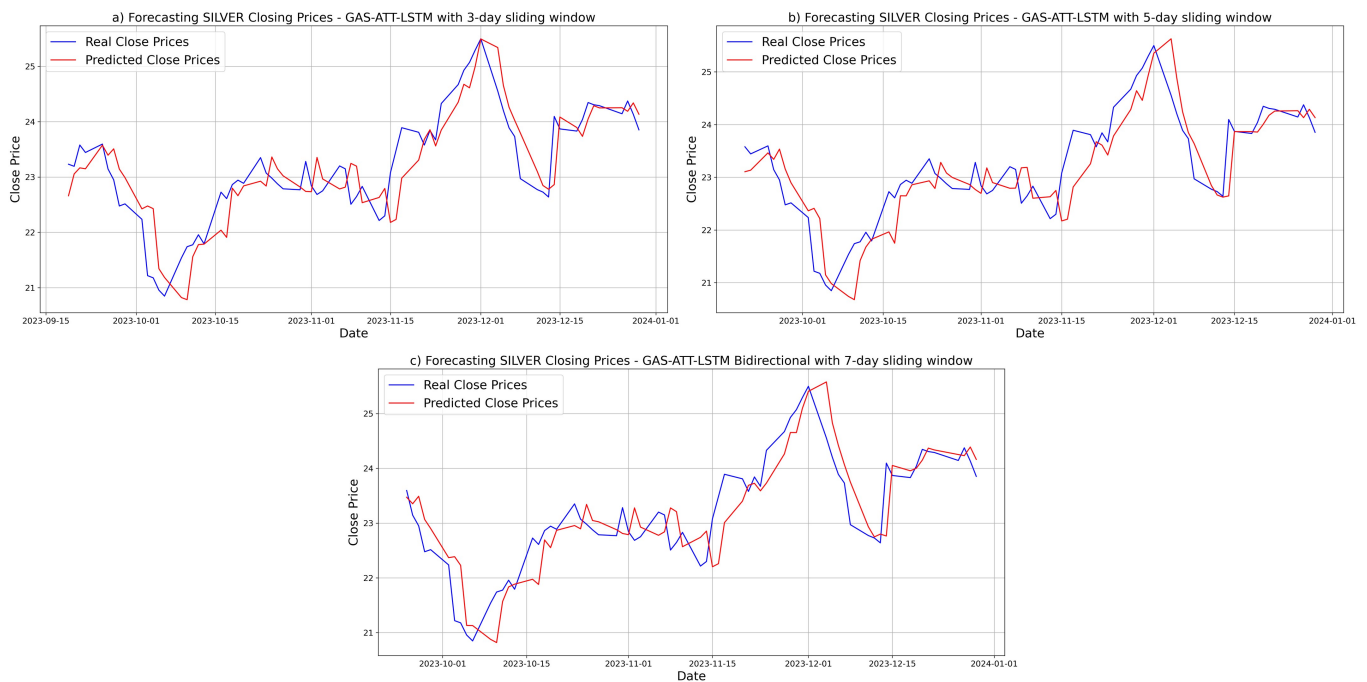 a) Forecasting SILVER Closing Prices - GAS-ATT-LSTM with 3-day sliding window
Real Close Prices
Predicted Close Prices
Close Price
25
24
23
22
21
2023-09-15 2023-10-01 2023-10-15 2023-11-01 2023-11-15 2023-12-01 2023-12-15 2024-01-01
Date
b) Forecasting SILVER Closing Prices - GAS-ATT-LSTM with 5-day sliding window
Real Close Prices
Predicted Close Prices
Close Price
25
24
23
22
21
2023-10-01 2023-10-15 2023-11-01 2023-11-15 2023-12-01 2023-12-15 2024-01-01
Date
c) Forecasting SILVER Closing Prices - GAS-ATT-LSTM Bidirectional with 7-day sliding window
Real Close Prices
Predicted Close Prices
Close Price
25
24
23
22
21
2023-10-01 2023-10-15 2023-11-01 2023-11-15 2023-12-01 2023-12-15 2024-01-01
Date